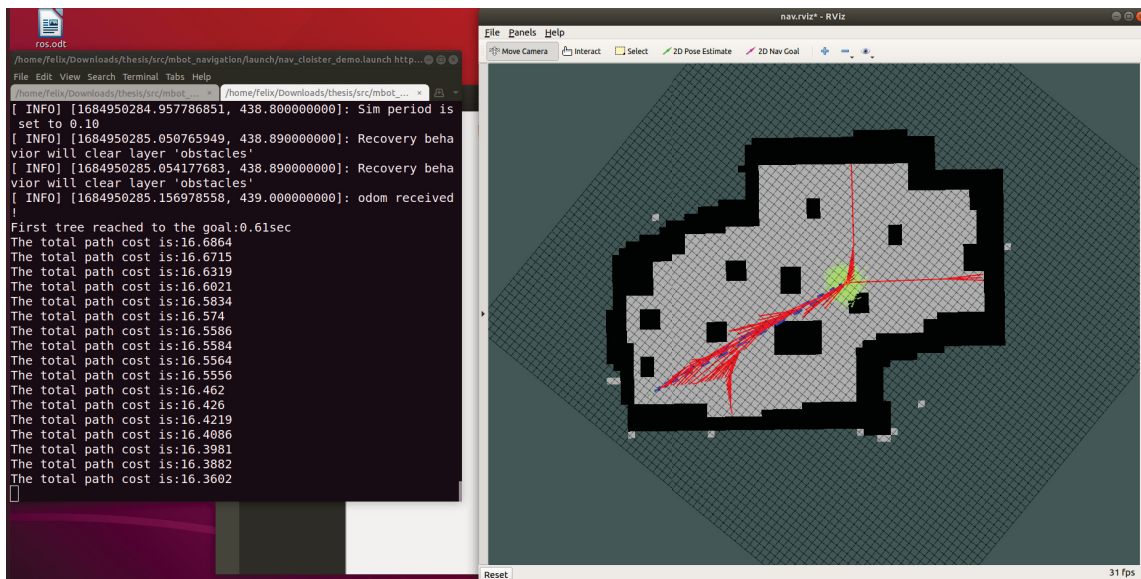 ros.odt
/home/felix/Downloads/thesis/src/mbot_navigation/launch/nav_cloister_demo.launch http...
File Edit View Search Terminal Tabs Help
/home/felix/Downloads/thesis/src/mbot_... × /home/felix/Downloads/thesis/src/mbot_... ×
[ INFO] [1684950284.957786851, 438.800000000]: Sim period is
set to 0.10
[ INFO] [1684950285.050765949, 438.890000000]: Recovery beha
vior will clear layer 'obstacles'
[ INFO] [1684950285.054177683, 438.890000000]: Recovery beha
vior will clear layer 'obstacles'
[ INFO] [1684950285.156978558, 439.000000000]: odom received
!
First tree reached to the goal:0.61sec
The total path cost is:16.6864
The total path cost is:16.6715
The total path cost is:16.6319
The total path cost is:16.6021
The total path cost is:16.5834
The total path cost is:16.574
The total path cost is:16.5586
The total path cost is:16.5584
The total path cost is:16.5564
The total path cost is:16.5556
The total path cost is:16.462
The total path cost is:16.426
The total path cost is:16.4219
The total path cost is:16.4086
The total path cost is:16.3981
The total path cost is:16.3882
The total path cost is:16.3602
nav.rviz* - RViz
File Panels Help
Move Camera Interact Select 2D Pose Estimate 2D Nav Goal
Reset
31 fps